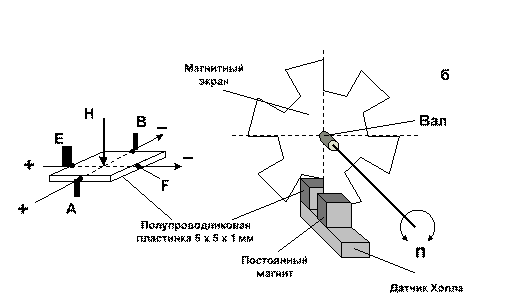 Магнитный
экран
б
H
B
E
+
−
Вал
−
+
A
F
Полупроводниковая
пластинка 5 x 5 x 1 мм
n
Постоянный
магнит
Датчик Холла